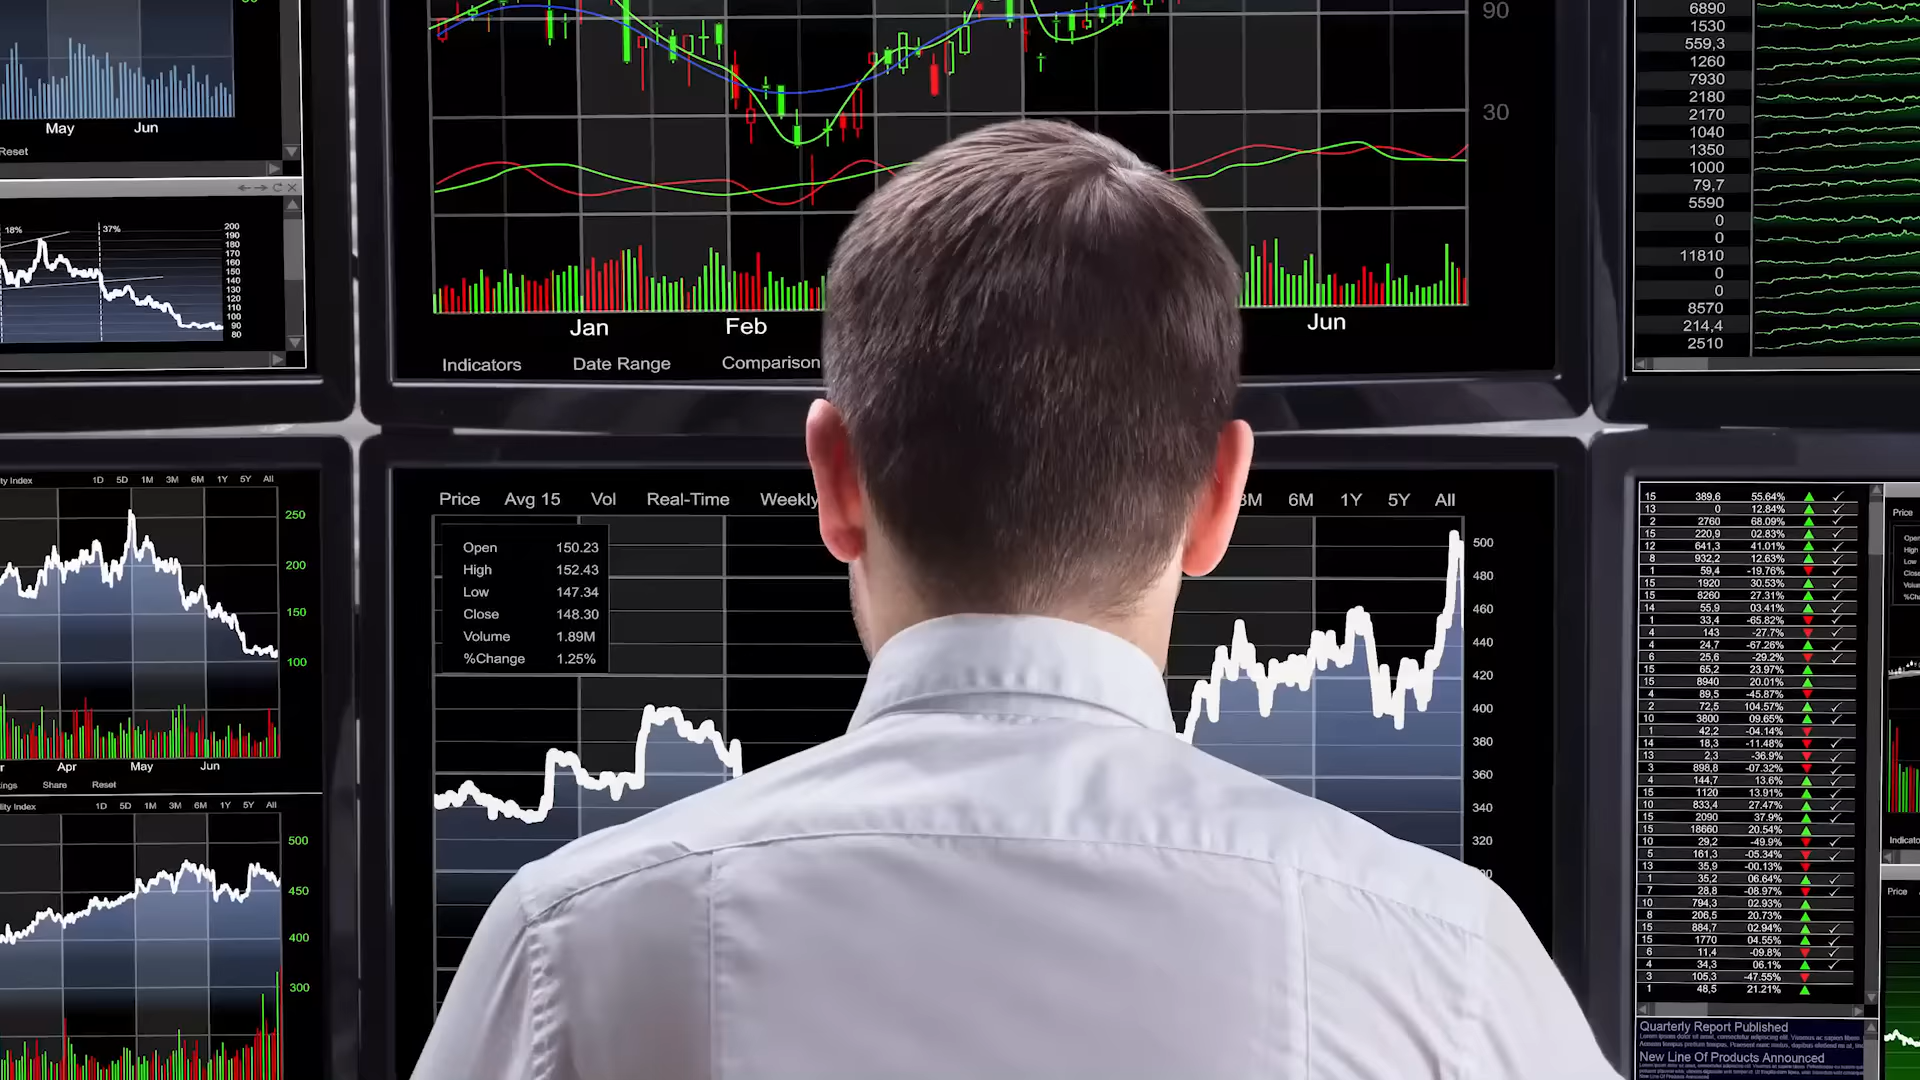 May Jun
Reset
18% 37%
200
190
180
170
160
150
140
130
120
110
100
90
80
90
30
Jan Feb Jun
Indicators Date Range Comparison
6890
1530
559,3
1260
7930
2180
2170
1040
1350
1000
79,7
5590
0
0
11810
0
0
8570
214,4
2510
Index 1D 5D 1M 3M 6M 1Y 5Y All
250
200
150
100
Apr May Jun
Share Reset
Index 1D 5D 1M 3M 6M 1Y 5Y All
500
450
400
300
Price Avg 15 Vol Real-Time Weekly 6M 1Y 5Y All
Open 150.23
High 152.43
Low 147.34
Close 148.30
Volume 1.89M
%Change 1.25%
500
480
460
440
420
400
380
360
340
320
15 389,6 55.64%
13 0 12.84%
2 2760 68.09%
15 220,9 02.83%
12 641,3 41.01%
8 932,2 12.63%
1 59,4 -19.76%
15 1920 30.53%
15 8260 27.31%
14 55,9 03.41%
1 33,4 -65.82%
4 143 -27.7%
4 24,7 -67.26%
6 25,6 -29.2%
15 65,2 23.97%
15 8940 20.01%
4 89,5 -45.87%
2 72,5 104.57%
10 3800 09.65%
1 42,2 -04.14%
14 18,3 -11.48%
13 2,3 -36.9%
3 898,8 -07.32%
4 144,7 13.6%
15 1120 13.91%
10 833,4 27.47%
15 2090 37.9%
15 18660 20.54%
10 29,2 -49.9%
5 161,3 -05.34%
13 35,9 -00.13%
1 35,2 06.64%
7 28,8 -08.97%
10 794,3 02.93%
8 206,5 20.73%
15 884,7 02.94%
15 1770 04.55%
6 11,4 -09.8%
4 34,3 06.1%
3 105,3 -47.55%
1 48,5 21.21%
Quarterly Report Published
New Line Of Products Announced
Price
Open
High
Low
Price